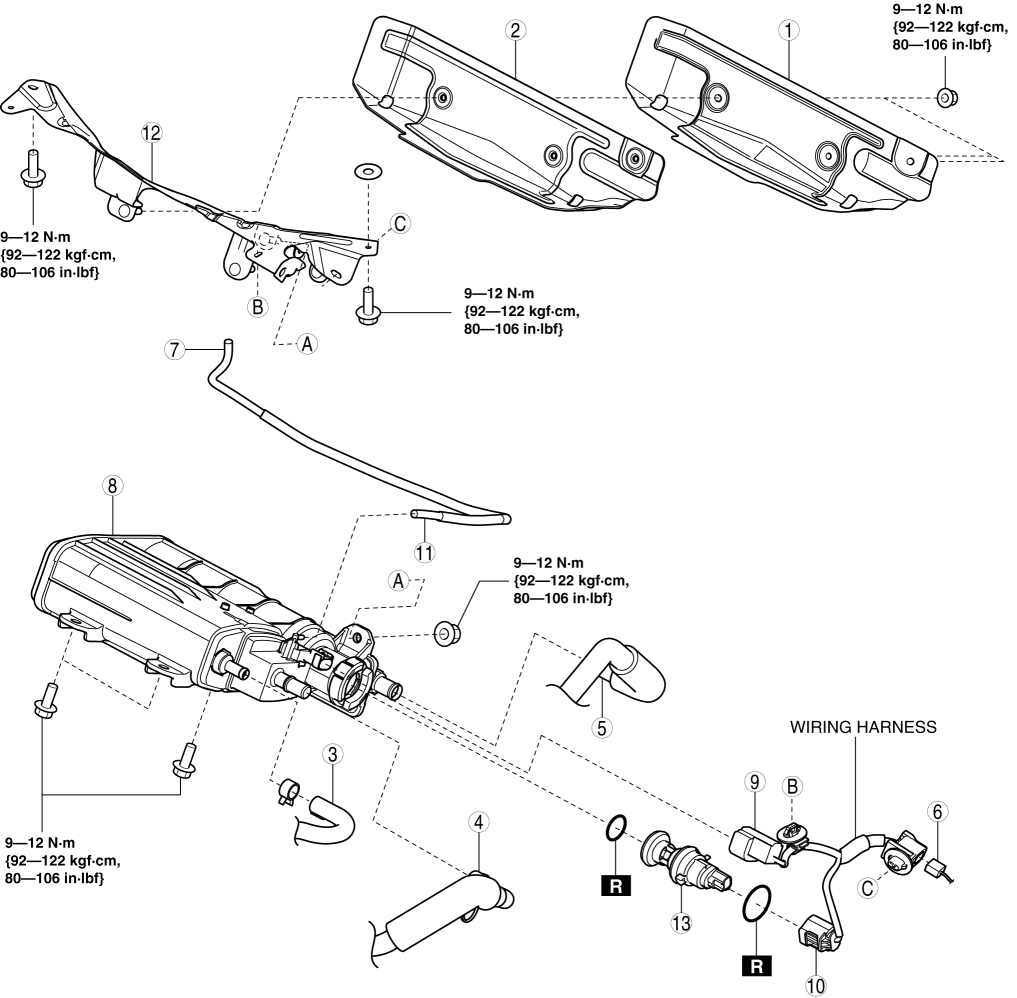 9—12 N·m
{92—122 kgf·cm,
80—106 in·lbf}
2
1
12
9—12 N·m
{92—122 kgf·cm,
80—106 in·lbf}
C
B
A
9—12 N·m
{92—122 kgf·cm,
80—106 in·lbf}
7
8
11
A
9—12 N·m
{92—122 kgf·cm,
80—106 in·lbf}
5
WIRING HARNESS
3
9
B
6
4
9—12 N·m
{92—122 kgf·cm,
80—106 in·lbf}
R
C
13
R
10